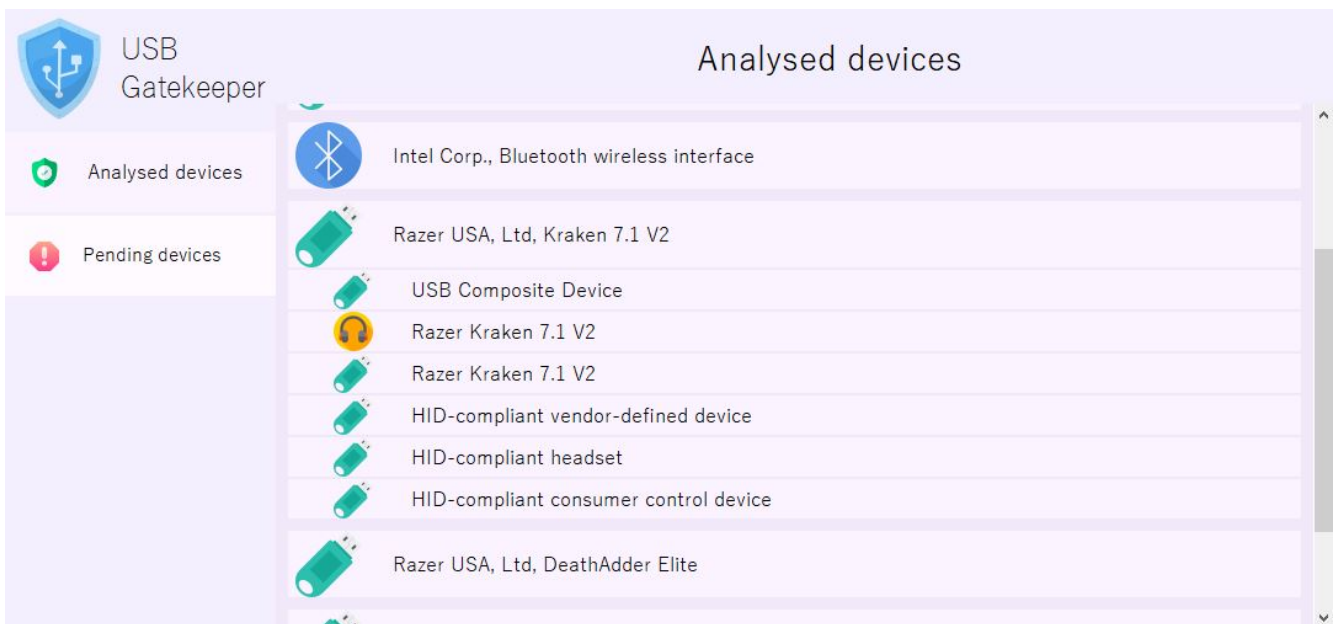 USB
Gatekeeper
Analysed devices
Analysed devices
Pending devices
Intel Corp., Bluetooth wireless interface
Razer USA, Ltd, Kraken 7.1 V2
USB Composite Device
Razer Kraken 7.1 V2
Razer Kraken 7.1 V2
HID-compliant vendor-defined device
HID-compliant headset
HID-compliant consumer control device
Razer USA, Ltd, DeathAdder Elite